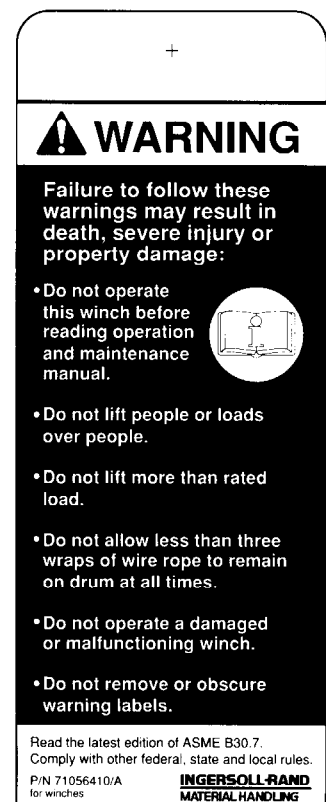 WARNING
Failure to follow these
warnings may result in
death, severe injury or
property damage:
• Do not operate
this winch before
reading operation
and maintenance
manual.
• Do not lift people or loads
over people.
• Do not lift more than rated
load.
• Do not allow less than three
wraps of wire rope to remain
on drum at all times.
• Do not operate a damaged
or malfunctioning winch.
• Do not remove or obscure
warning labels.
Read the latest edition of ASME B30.7.
Comply with other federal, state and local rules.
P/N 71056410/A
for winches
INGERSOLL-RAND
MATERIAL HANDLING